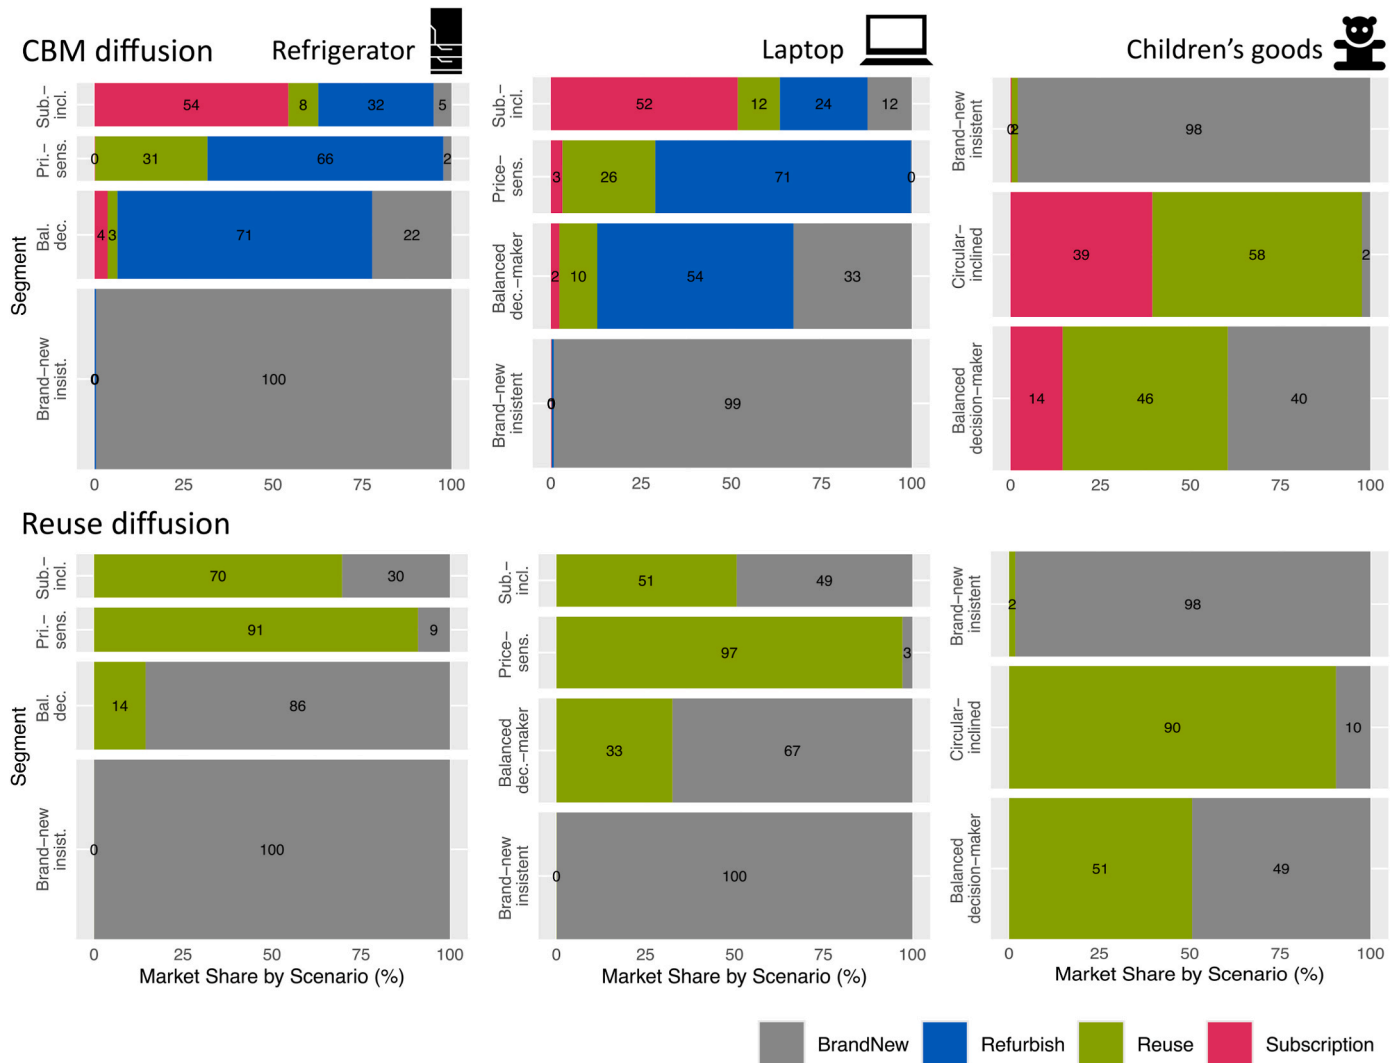 CBM diffusion
Refrigerator
Laptop
Children's goods
Segment
Sub.−
incl.
54
8
32
5
Pri.−
sens.
0
31
66
2
Bal.
dec.
4
3
71
22
Brand−new
insist.
0
100
0
25
50
75
100
Sub.−
incl.
52
12
24
12
Price−
sens.
3
26
71
0
Balanced
dec.−maker
2
10
54
33
Brand−new
insistent
0
99
0
25
50
75
100
Brand−new
insistent
0
2
98
Circular−
inclined
39
58
2
Balanced
decision−maker
14
46
40
0
25
50
75
100
Reuse diffusion
Segment
Sub.−
incl.
70
30
Pri.−
sens.
91
9
Bal.
dec.
14
86
Brand−new
insist.
0
100
0
25
50
75
100
Market Share by Scenario (%)
Sub.−
incl.
51
49
Price−
sens.
97
3
Balanced
dec.−maker
33
67
Brand−new
insistent
0
100
0
25
50
75
100
Market Share by Scenario (%)
Brand−new
insistent
2
98
Circular−
inclined
90
10
Balanced
decision−maker
51
49
0
25
50
75
100
Market Share by Scenario (%)
BrandNew
Refurbish
Reuse
Subscription